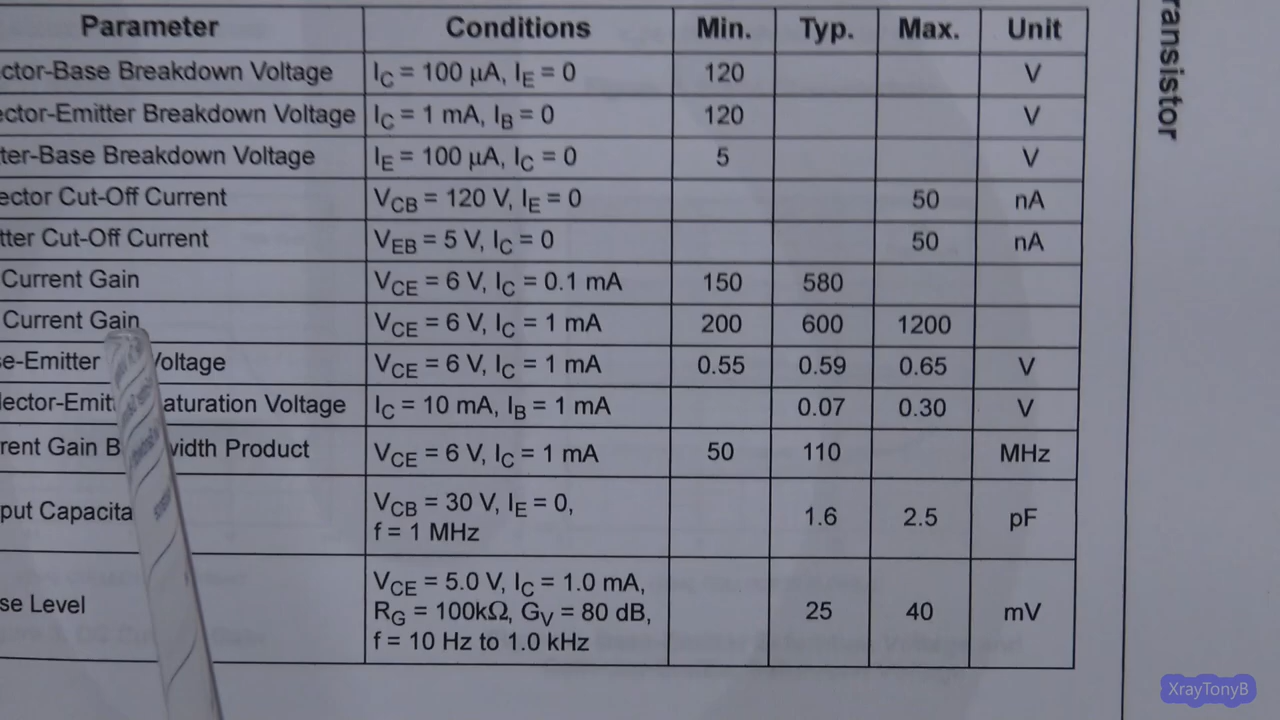 Parameter Conditions Min. Typ. Max. Unit
ctor-Base Breakdown Voltage IC = 100 µA, IE = 0 120 V
ector-Emitter Breakdown Voltage IC = 1 mA, IB = 0 120 V
ter-Base Breakdown Voltage IE = 100 µA, IC = 0 5 V
ector Cut-Off Current VCB = 120 V, IE = 0 50 nA
tter Cut-Off Current VEB = 5 V, IC = 0 50 nA
Current Gain VCE = 6 V, IC = 0.1 mA 150 580
Current Gain VCE = 6 V, IC = 1 mA 200 600 1200
se-Emitter Voltage VCE = 6 V, IC = 1 mA 0.55 0.59 0.65 V
lector-Emit aturation Voltage IC = 10 mA, IB = 1 mA 0.07 0.30 V
rrent Gain B width Product VCE = 6 V, IC = 1 mA 50 110 MHz
put Capacita VCB = 30 V, IE = 0,
f = 1 MHz 1.6 2.5 pF
VCE = 5.0 V, IC = 1.0 mA,
se Level RG = 100kΩ, GV = 80 dB, 25 40 mV
f = 10 Hz to 1.0 kHz
ransistor
XrayTonyB